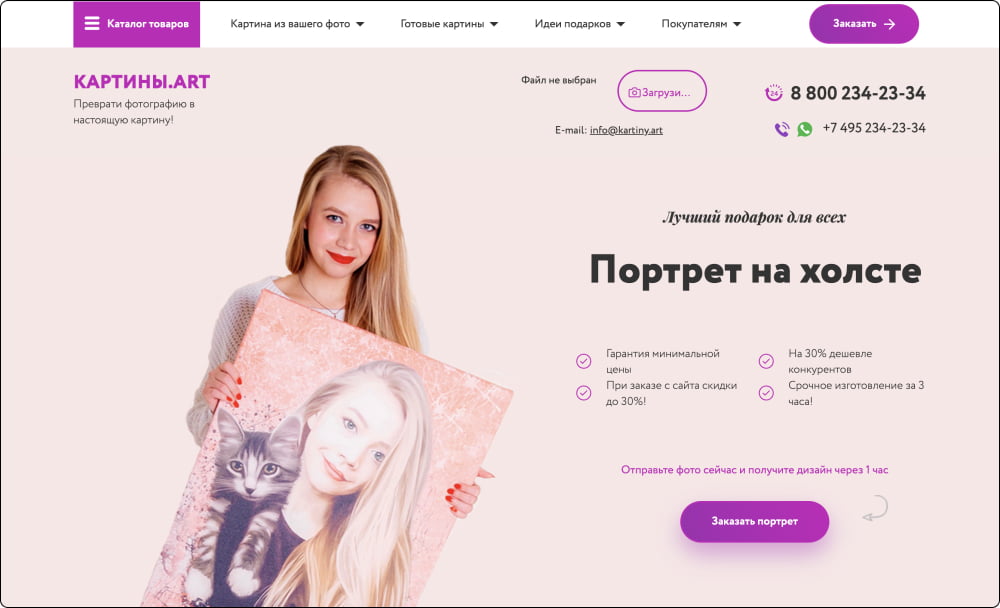 Каталог товаров
Картина из вашего фото
Готовые картины
Идеи подарков
Покупателям
Заказать
КАРТИНЫ.ART
Преврати фотографию в
настоящую картину!
Файл не выбран
Загрузи...
E-mail: info@kartiny.art
24
8 800 234-23-34
+7 495 234-23-34
Лучший подарок для всех
Портрет на холсте
Гарантия минимальной
цены
На 30% дешевле
конкурентов
При заказе с сайта скидки
до 30%!
Срочное изготовление за 3
часа!
Отправьте фото сейчас и получите дизайн через 1 час
Заказать портрет